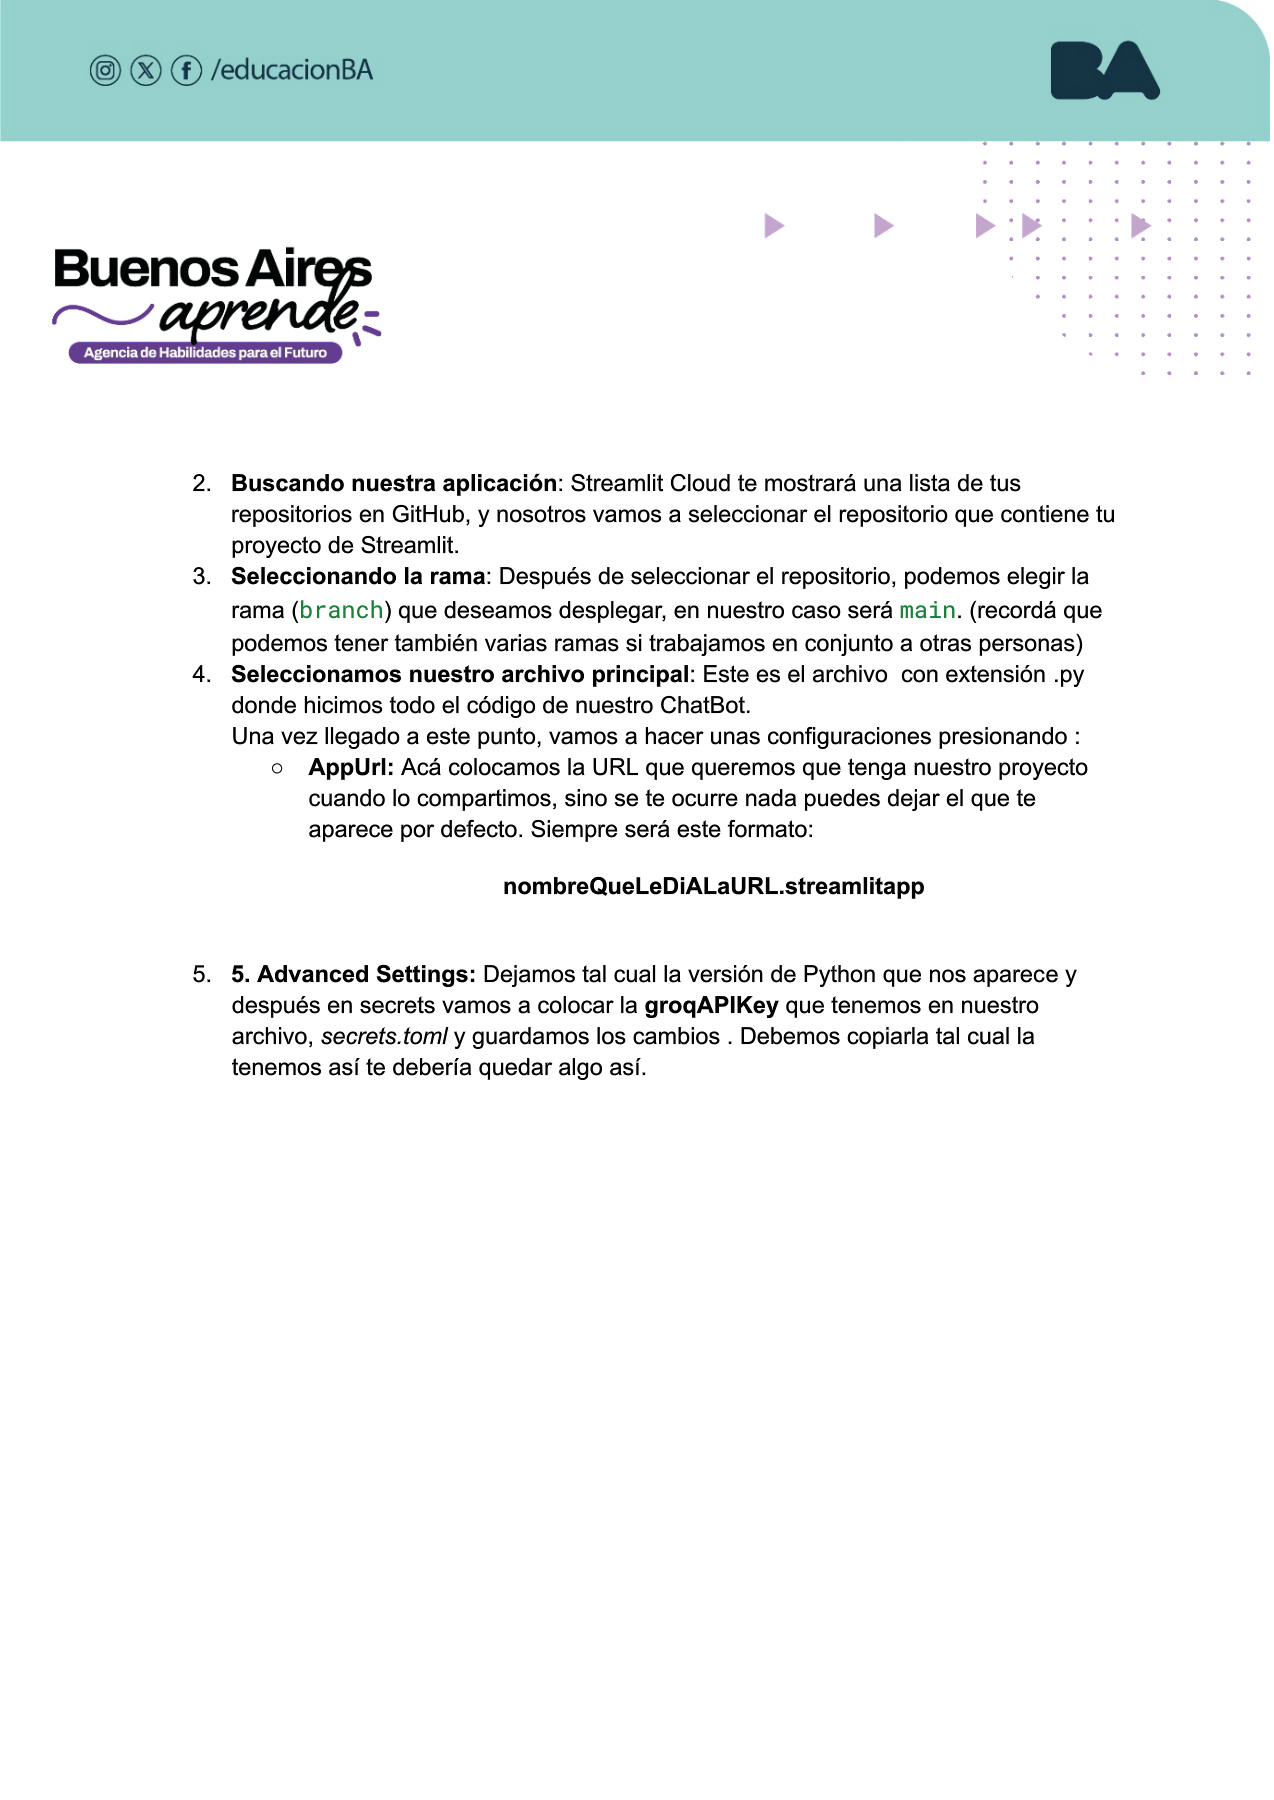 /educacionBA
BA
Buenos Aires
aprende
Agencia de Habilidades para el Futuro
2. Buscando nuestra aplicación: Streamlit Cloud te mostrará una lista de tus
repositorios en GitHub, y nosotros vamos a seleccionar el repositorio que contiene tu
proyecto de Streamlit.
3. Seleccionando la rama: Después de seleccionar el repositorio, podemos elegir la
rama (branch) que deseamos desplegar, en nuestro caso será main. (recordá que
podemos tener también varias ramas si trabajamos en conjunto a otras personas)
4. Seleccionamos nuestro archivo principal: Este es el archivo  con extensión .py
donde hicimos todo el código de nuestro ChatBot.
Una vez llegado a este punto, vamos a hacer unas configuraciones presionando :
○ AppUrl: Acá colocamos la URL que queremos que tenga nuestro proyecto
cuando lo compartimos, sino se te ocurre nada puedes dejar el que te
aparece por defecto. Siempre será este formato:
nombreQueLeDiALaURL.streamlitapp
5. 5. Advanced Settings: Dejamos tal cual la versión de Python que nos aparece y
después en secrets vamos a colocar la groqAPIKey que tenemos en nuestro
archivo, secrets.toml y guardamos los cambios . Debemos copiarla tal cual la
tenemos así te debería quedar algo así.